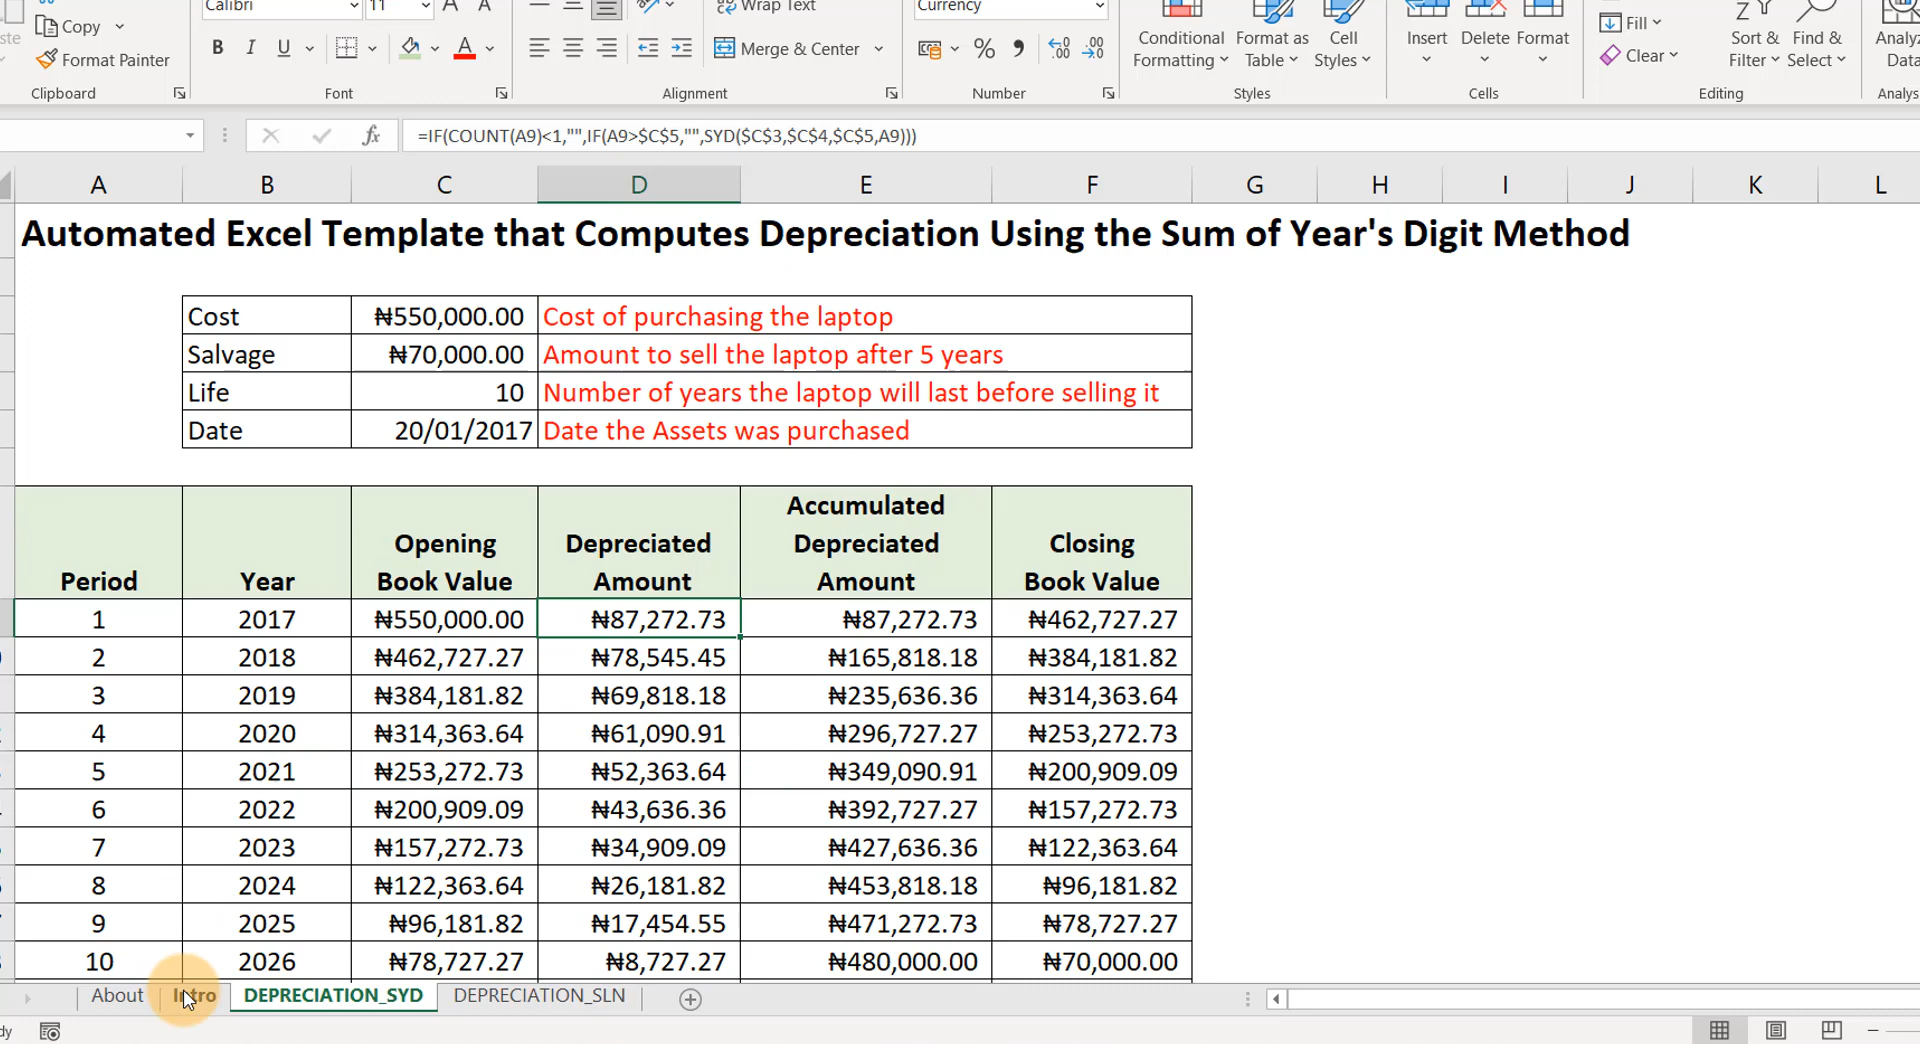 Calibri 11 Wrap Text Currency
Copy Fill
Format Painter Merge & Center Conditional Formatting Format as Table Cell Styles Insert Delete Format Clear Sort & Filter Find & Select
Clipboard Font Alignment Number Styles Cells Editing
=IF(COUNT(A9)<1,"",IF(A9>$C$5,"",SYD($C$3,$C$4,$C$5,A9)))
A B C D E F G H I J K L
Automated Excel Template that Computes Depreciation Using the Sum of Year's Digit Method
Cost ₦550,000.00 Cost of purchasing the laptop
Salvage ₦70,000.00 Amount to sell the laptop after 5 years
Life 10 Number of years the laptop will last before selling it
Date 20/01/2017 Date the Assets was purchased
Period Year Opening Book Value Depreciated Amount Accumulated Depreciated Amount Closing Book Value
1 2017 ₦550,000.00 ₦87,272.73 ₦87,272.73 ₦462,727.27
2 2018 ₦462,727.27 ₦78,545.45 ₦165,818.18 ₦384,181.82
3 2019 ₦384,181.82 ₦69,818.18 ₦235,636.36 ₦314,363.64
4 2020 ₦314,363.64 ₦61,090.91 ₦296,727.27 ₦253,272.73
5 2021 ₦253,272.73 ₦52,363.64 ₦349,090.91 ₦200,909.09
6 2022 ₦200,909.09 ₦43,636.36 ₦392,727.27 ₦157,272.73
7 2023 ₦157,272.73 ₦34,909.09 ₦427,636.36 ₦122,363.64
8 2024 ₦122,363.64 ₦26,181.82 ₦453,818.18 ₦96,181.82
9 2025 ₦96,181.82 ₦17,454.55 ₦471,272.73 ₦78,727.27
10 2026 ₦78,727.27 ₦8,727.27 ₦480,000.00 ₦70,000.00
About Intro DEPRECIATION_SYD DEPRECIATION_SLN